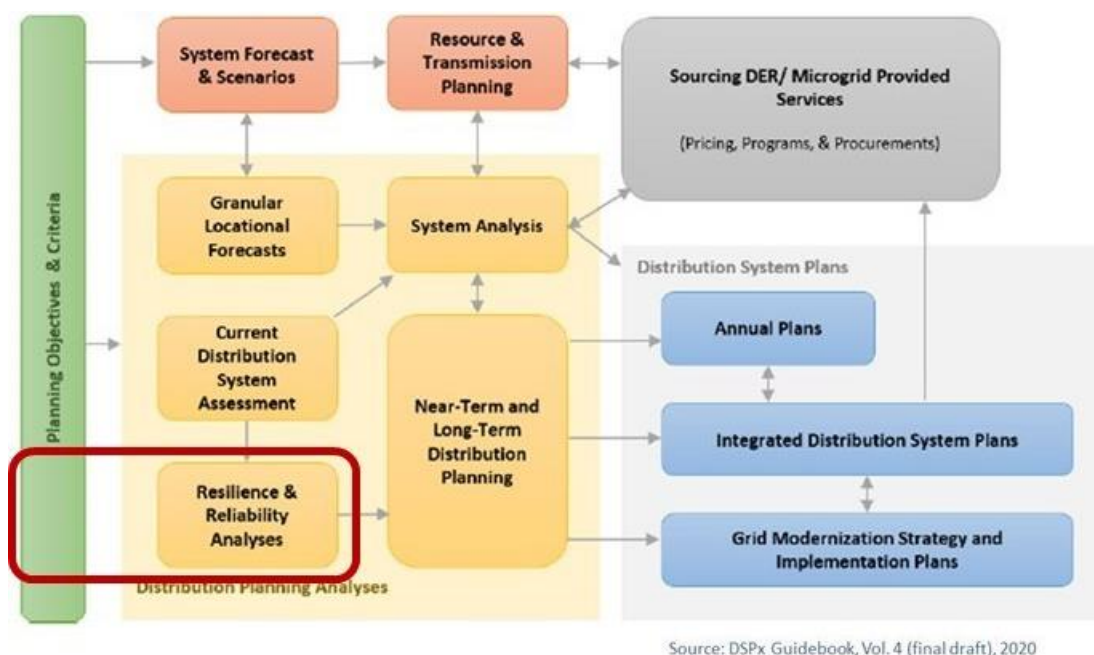 Planning Objectives & Criteria
System Forecast
& Scenarios
Resource &
Transmission
Planning
Sourcing DER/ Microgrid Provided
Services
(Pricing, Programs, & Procurements)
Granular
Locational
Forecasts
System Analysis
Current
Distribution
System
Assessment
Near-Term and
Long-Term
Distribution
Planning
Resilience &
Reliability
Analyses
Distribution Planning Analyses
Distribution System Plans
Annual Plans
Integrated Distribution System Plans
Grid Modernization Strategy and
Implementation Plans
Source: DSPx Guidebook, Vol. 4 (final draft), 2020